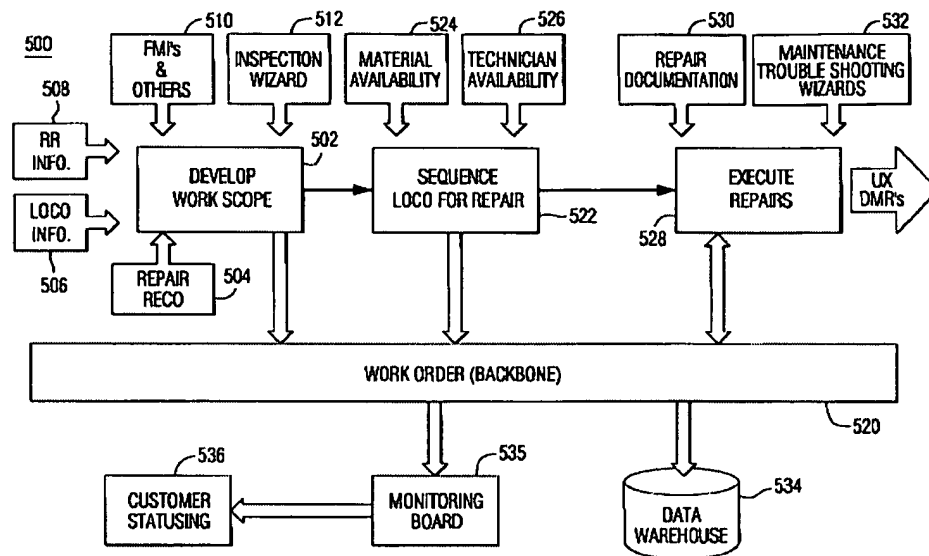 500
510
FMI's
&
OTHERS
512
INSPECTION
WIZARD
524
MATERIAL
AVAILABILITY
526
TECHNICIAN
AVAILABILITY
530
REPAIR
DOCUMENTATION
532
MAINTENANCE
TROUBLE SHOOTING
WIZARDS
508
RR
INFO.
LOCO
INFO.
506
502
DEVELOP
WORK SCOPE
REPAIR
RECO
504
SEQUENCE
LOCO FOR REPAIR
522
EXECUTE
REPAIRS
528
UX
DMR's
WORK ORDER (BACKBONE)
520
536
CUSTOMER
STATUSING
535
MONITORING
BOARD
534
DATA
WAREHOUSE